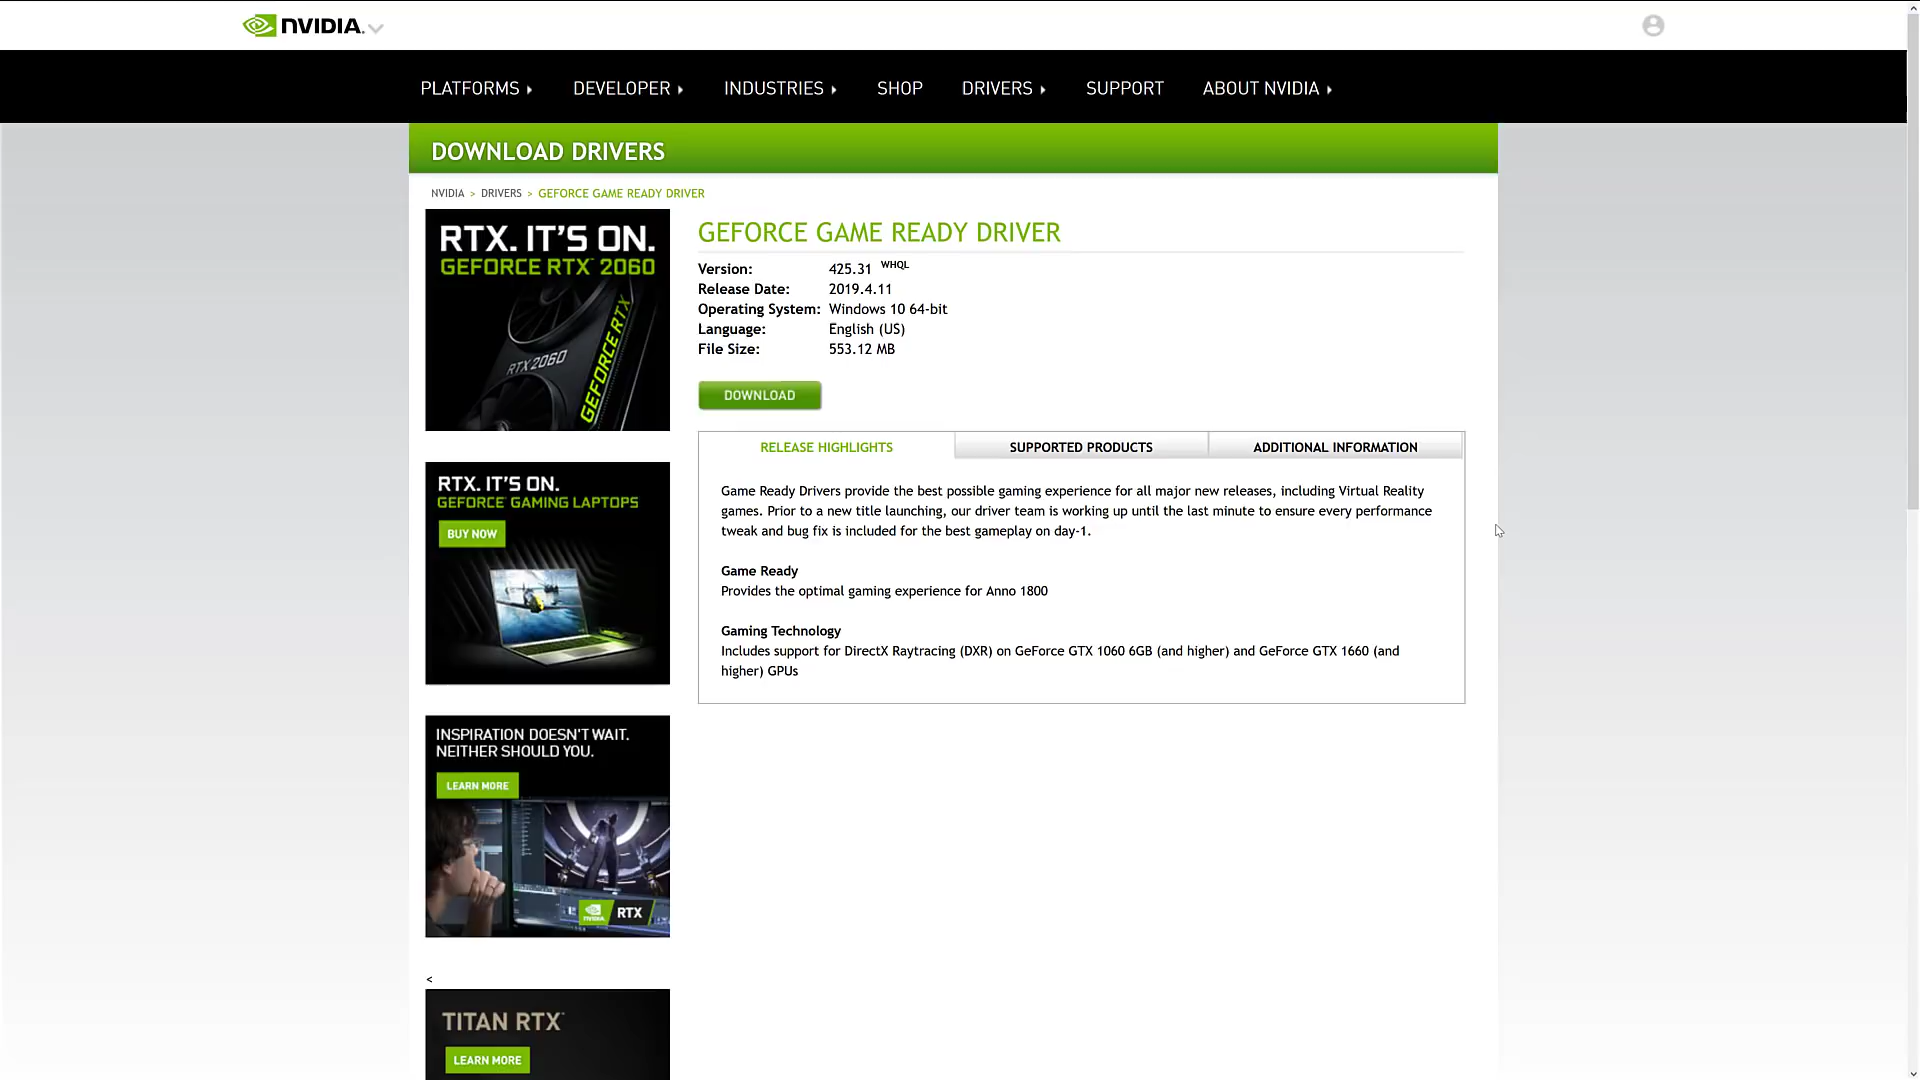 NVIDIA.
PLATFORMS DEVELOPER INDUSTRIES SHOP DRIVERS SUPPORT ABOUT NVIDIA
DOWNLOAD DRIVERS
NVIDIA > DRIVERS > GEFORCE GAME READY DRIVER
RTX. IT'S ON.
GEFORCE RTX™ 2060
RTX 2060
GEFORCE RTX
GEFORCE GAME READY DRIVER
Version: 425.31 WHQL
Release Date: 2019.4.11
Operating System: Windows 10 64-bit
Language: English (US)
File Size: 553.12 MB
DOWNLOAD
RELEASE HIGHLIGHTS SUPPORTED PRODUCTS ADDITIONAL INFORMATION
Game Ready Drivers provide the best possible gaming experience for all major new releases, including Virtual Reality
games. Prior to a new title launching, our driver team is working up until the last minute to ensure every performance
tweak and bug fix is included for the best gameplay on day-1.
Game Ready
Provides the optimal gaming experience for Anno 1800
Gaming Technology
Includes support for DirectX Raytracing (DXR) on GeForce GTX 1060 6GB (and higher) and GeForce GTX 1660 (and
higher) GPUs
RTX. IT'S ON.
GEFORCE® GAMING LAPTOPS
BUY NOW
INSPIRATION DOESN'T WAIT.
NEITHER SHOULD YOU.
LEARN MORE
NVIDIA RTX
<
TITAN RTX™
LEARN MORE